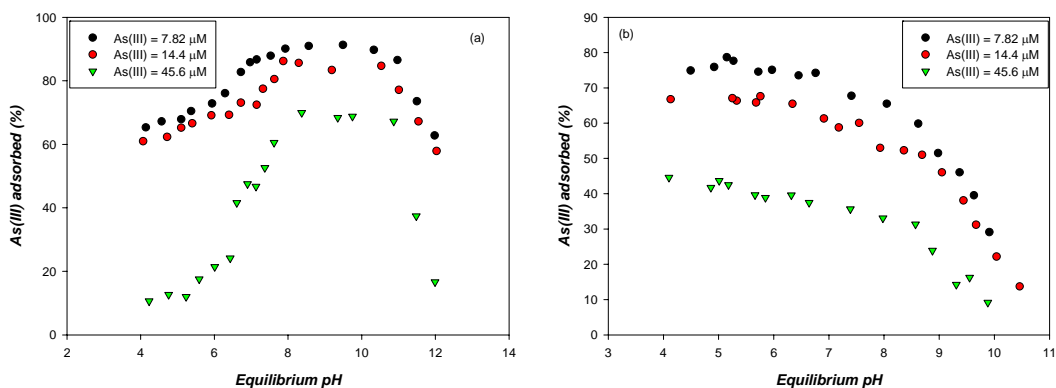 (a)
As(III) = 7.82 μM
As(III) = 14.4 μM
As(III) = 45.6 μM
As(III) adsorbed (%)
100
80
60
40
20
0
2 4 6 8 10 12 14
Equilibrium pH
(b)
As(III) = 7.82 μM
As(III) = 14.4 μM
As(III) = 45.6 μM
As(III) adsorbed (%)
90
80
70
60
50
40
30
20
10
0
3 4 5 6 7 8 9 10 11
Equilibrium pH